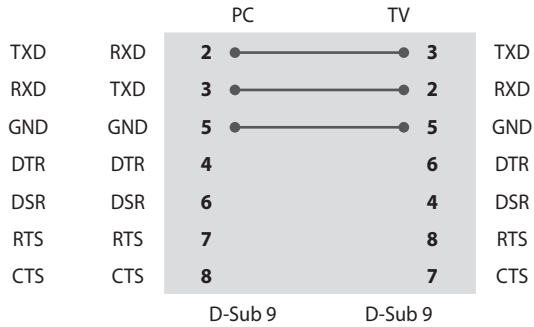 PC TV
TXD RXD 2 3 TXD
RXD TXD 3 2 RXD
GND GND 5 5 GND
DTR DTR 4 6 DTR
DSR DSR 6 4 DSR
RTS RTS 7 8 RTS
CTS CTS 8 7 CTS
D-Sub 9 D-Sub 9